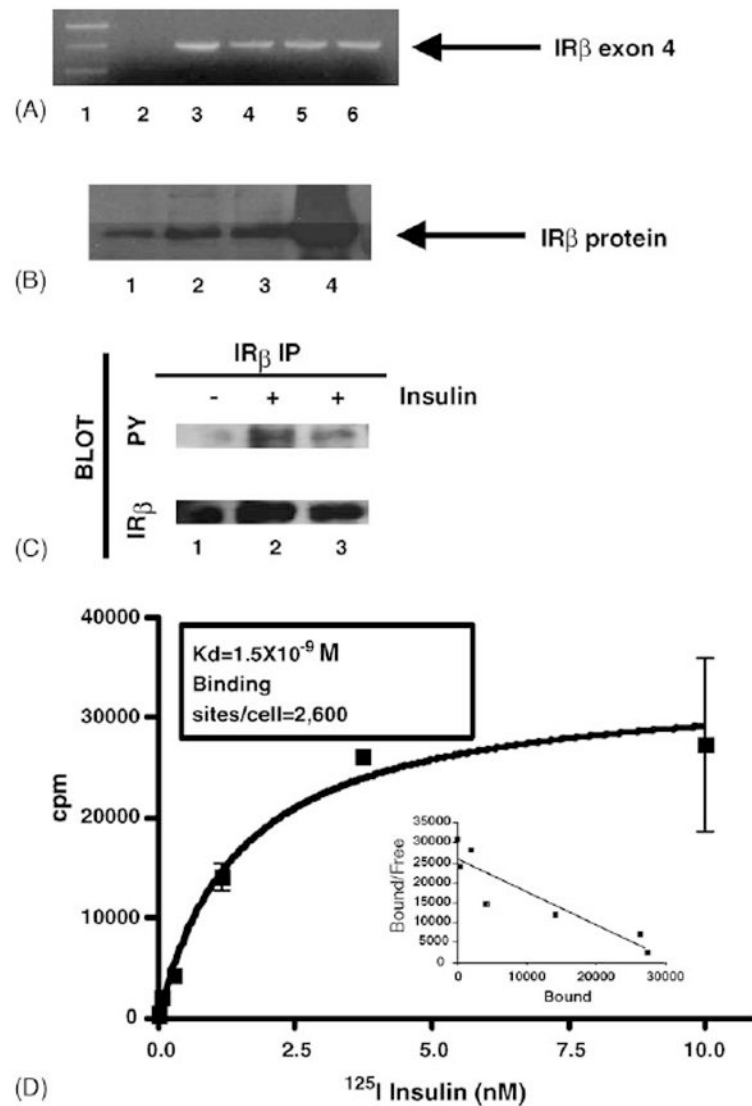 IRβ exon 4
(A) 1 2 3 4 5 6
IRβ protein
(B) 1 2 3 4
IRβ IP
- + + Insulin
BLOT
PY
IRβ
(C) 1 2 3
40000
30000
20000
10000
0
cpm
Kd=1.5X10⁻⁹ M
Binding
sites/cell=2,600
35000
30000
25000
20000
15000
10000
5000
0
Bound/Free
0 10000 20000 30000
Bound
0.0 2.5 5.0 7.5 10.0
(D) ¹²⁵I Insulin (nM)